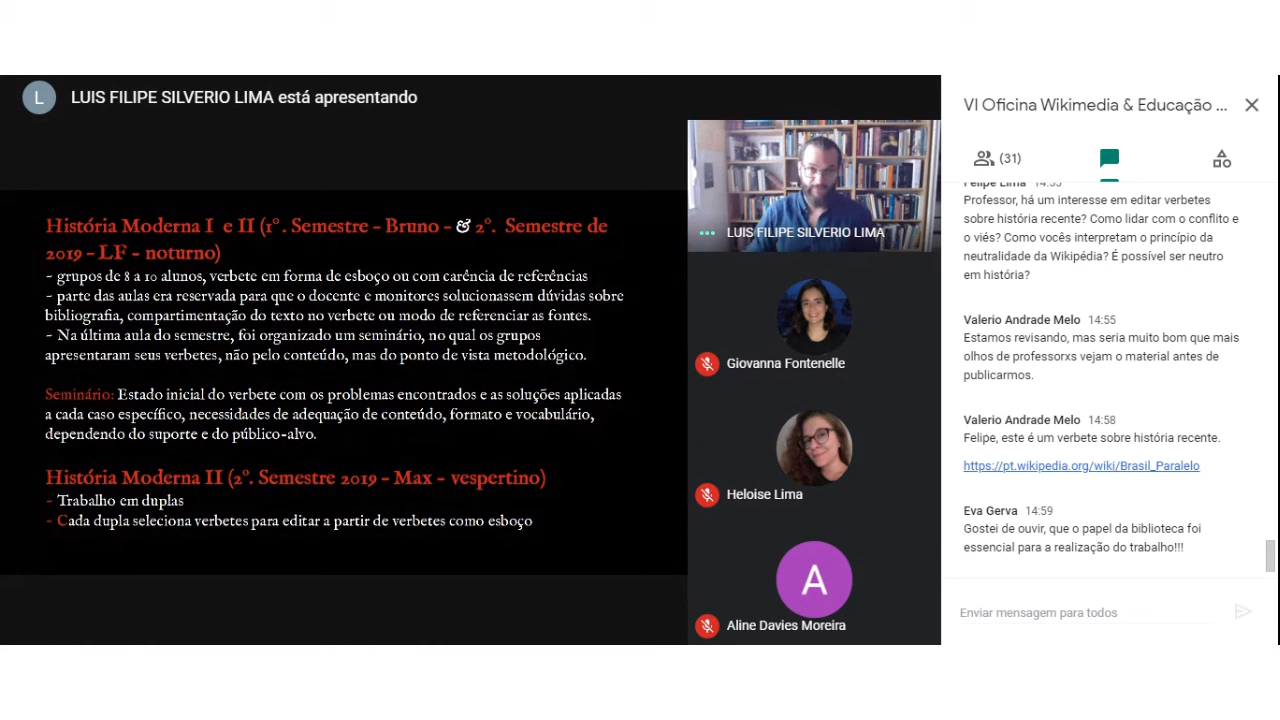 L
LUIS FILIPE SILVERIO LIMA está apresentando
História Moderna I e II (1º. Semestre - Bruno - & 2º. Semestre de
2019 - LF - noturno)
- grupos de 8 a 10 alunos, verbete em forma de esboço ou com carência de referências
- parte das aulas era reservada para que o docente e monitores solucionassem dúvidas sobre
bibliografia, compartimento do texto no verbete ou modo de referenciar as fontes.
- Na última aula do semestre, foi organizado um seminário, no qual os grupos
apresentaram seus verbetes, não pelo conteúdo, mas do ponto de vista metodológico.
Seminário: Estado inicial do verbete com os problemas encontrados e as soluções aplicadas
a cada caso específico, necessidades de adequação de conteúdo, formato e vocabulário,
dependendo do suporte e do público-alvo.
História Moderna II (2º. Semestre 2019 - Max - vespertino)
- Trabalho em duplas
- Cada dupla seleciona verbetes para editar a partir de verbetes como esboço
LUIS FILIPE SILVERIO LIMA
Giovanna Fontenelle
Heloise Lima
A
Aline Davies Moreira
VI Oficina Wikimedia & Educação ...
(31)
Felipe Lima 14:55
Professor, há um interesse em editar verbetes
sobre história recente? Como lidar com o conflito e
o viés? Como vocês interpretam o princípio da
neutralidade da Wikipédia? É possível ser neutro
em história?
Valerio Andrade Melo 14:55
Estamos revisando, mas seria muito bom que mais
olhos de professorxs vejam o material antes de
publicarmos.
Valerio Andrade Melo 14:58
Felipe, este é um verbete sobre história recente.
https://pt.wikipedia.org/wiki/Brasil_Paralelo
Eva Gerva 14:59
Gostei de ouvir, que o papel da biblioteca foi
essencial para a realização do trabalho!!!
Enviar mensagem para todos